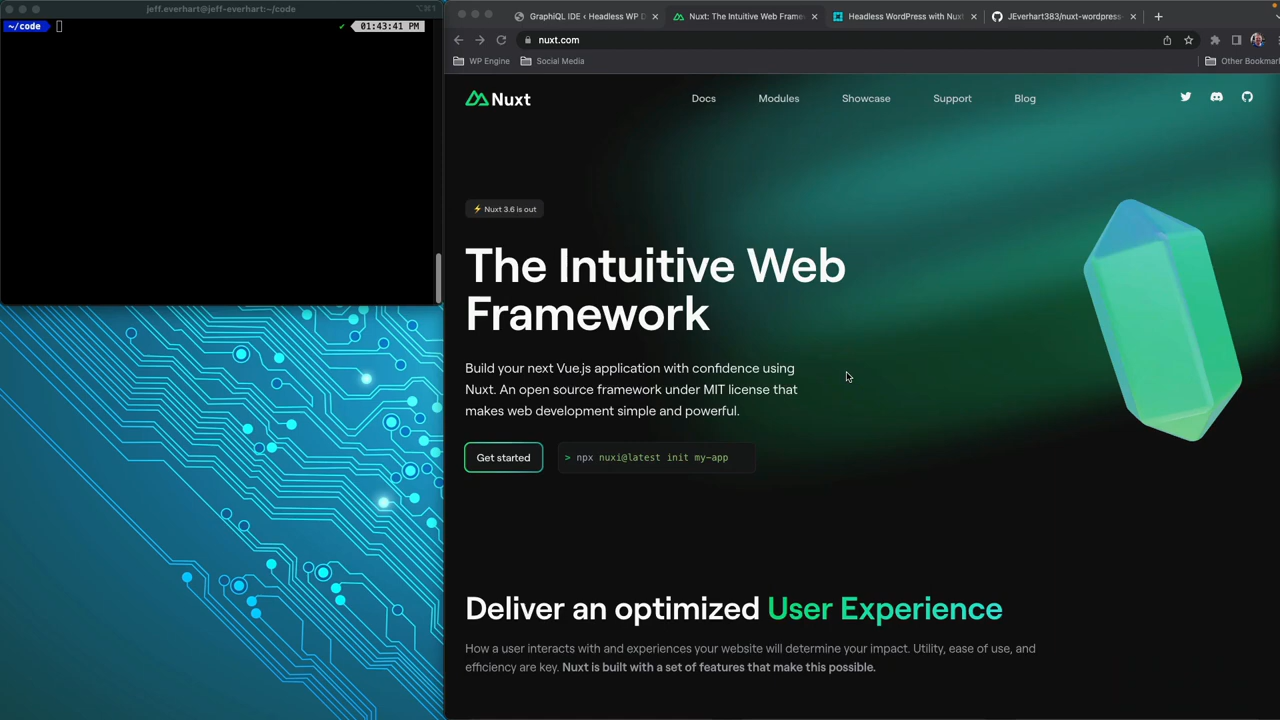 jeff.everhart@jeff-everhart:~/code
⌥⌘1
~/code
✔ 01:43:41 PM
GraphiQL IDE ‹ Headless WP D
Nuxt: The Intuitive Web Frame
Headless WordPress with Nuxt
JEverhart383/nuxt-wordpress
nuxt.com
WP Engine
Social Media
Other Bookmar
Nuxt
Docs
Modules
Showcase
Support
Blog
⚡ Nuxt 3.6 is out
The Intuitive Web
Framework
Build your next Vue.js application with confidence using
Nuxt. An open source framework under MIT license that
makes web development simple and powerful.
Get started
> npx nuxi@latest init my-app
Deliver an optimized User Experience
How a user interacts with and experiences your website will determine your impact. Utility, ease of use, and
efficiency are key. Nuxt is built with a set of features that make this possible.